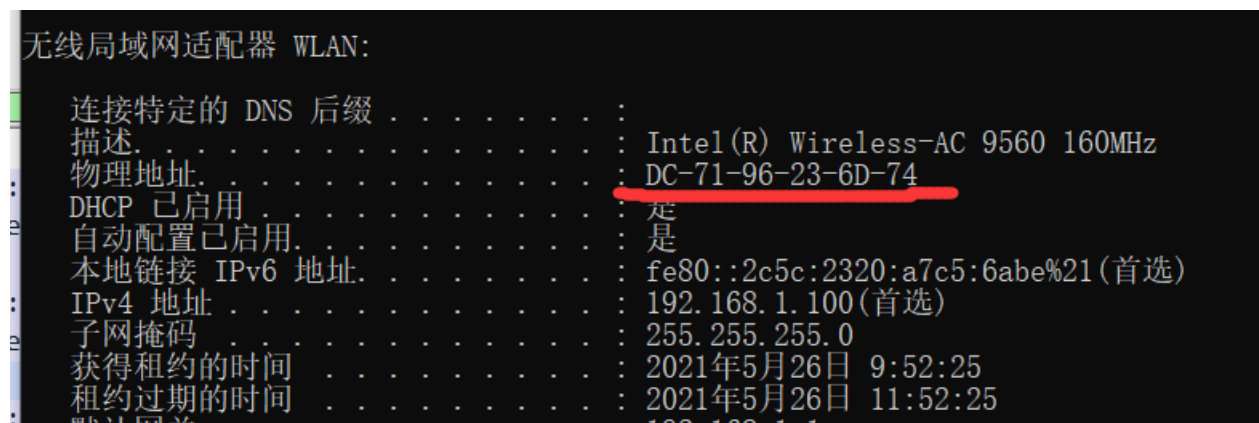 无线局域网适配器 WLAN:
连接特定的 DNS 后缀 . . . . . . . :
描述. . . . . . . . . . . . . . . : Intel(R) Wireless-AC 9560 160MHz
物理地址. . . . . . . . . . . . . : DC-71-96-23-6D-74
DHCP 已启用 . . . . . . . . . . . : 是
自动配置已启用. . . . . . . . . . : 是
本地链接 IPv6 地址. . . . . . . . : fe80::2c5c:2320:a7c5:6abe%21(首选)
IPv4 地址 . . . . . . . . . . . . : 192.168.1.100(首选)
子网掩码 . . . . . . . . . . . . : 255.255.255.0
获得租约的时间 . . . . . . . . . : 2021年5月26日 9:52:25
租约过期的时间 . . . . . . . . . : 2021年5月26日 11:52:25